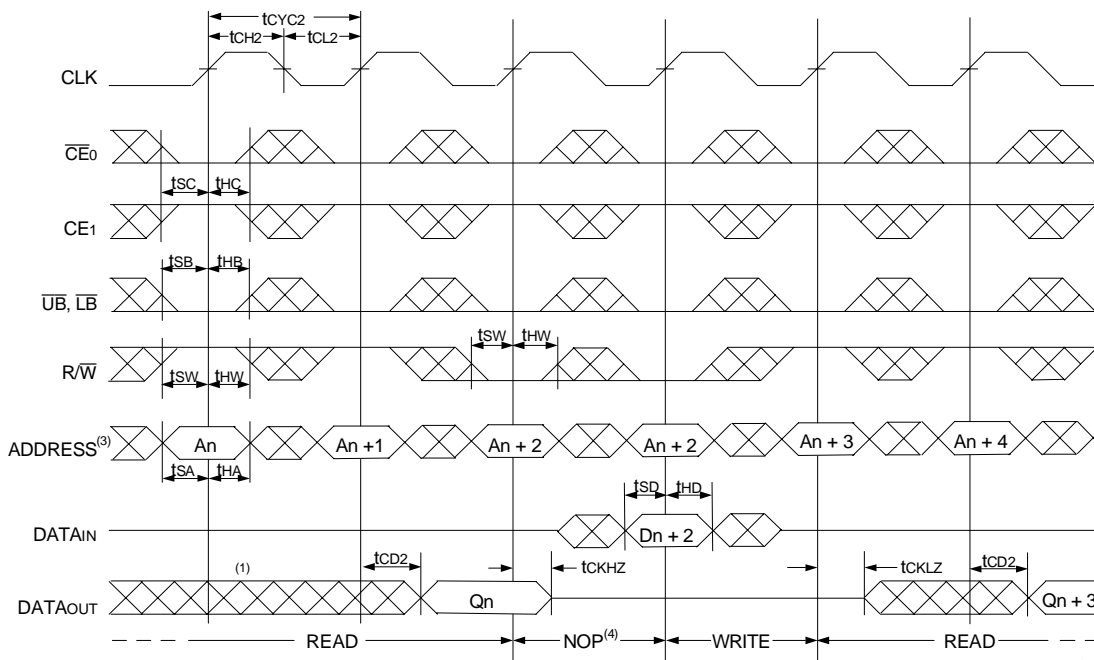 tCYC2
tCH2 tCL2
CLK
CE0
tSC tHC
CE1
tSB tHB
UB, LB
tSW tHW
R/W
tSW tHW
ADDRESS(3) An An +1 An + 2 An + 2 An + 3 An + 4
tSA tHA
tSD tHD
DATAIN Dn + 2
(1) tCD2 tCKHZ tCKLZ tCD2
DATAOUT Qn Qn + 3
READ NOP(4) WRITE READ